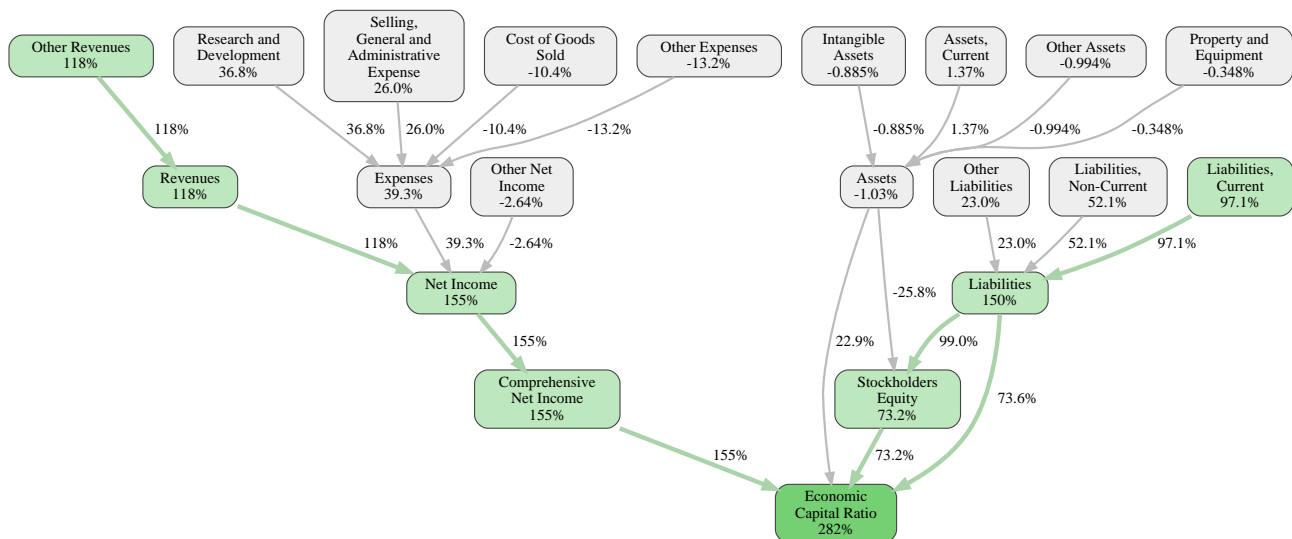 Other Revenues
118%
Research and
Development
36.8%
Selling,
General and
Administrative
Expense
26.0%
Cost of Goods
Sold
-10.4%
Other Expenses
-13.2%
Intangible
Assets
-0.885%
Assets,
Current
1.37%
Other Assets
-0.994%
Property and
Equipment
-0.348%
118%
36.8%
26.0%
-10.4%
-13.2%
-0.885%
1.37%
-0.994%
-0.348%
Revenues
118%
Expenses
39.3%
Other Net
Income
-2.64%
Assets
-1.03%
Other
Liabilities
23.0%
Liabilities,
Non-Current
52.1%
Liabilities,
Current
97.1%
118%
39.3%
-2.64%
23.0%
52.1%
97.1%
Net Income
155%
-25.8%
Liabilities
150%
155%
22.9%
99.0%
Comprehensive
Net Income
155%
Stockholders
Equity
73.2%
73.6%
155%
73.2%
Economic
Capital Ratio
282%